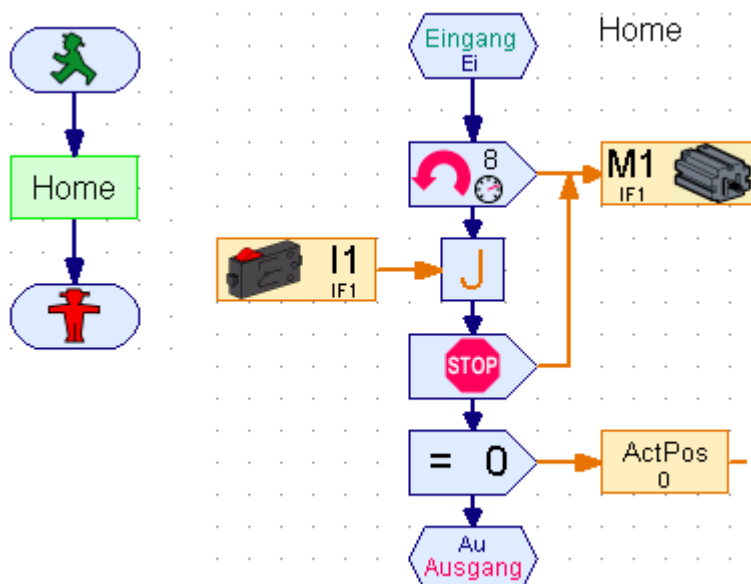 Home
Eingang
Ei
Home
8
M1
IF1
I1
IF1
J
STOP
= 0
ActPos
0
Au
Ausgang